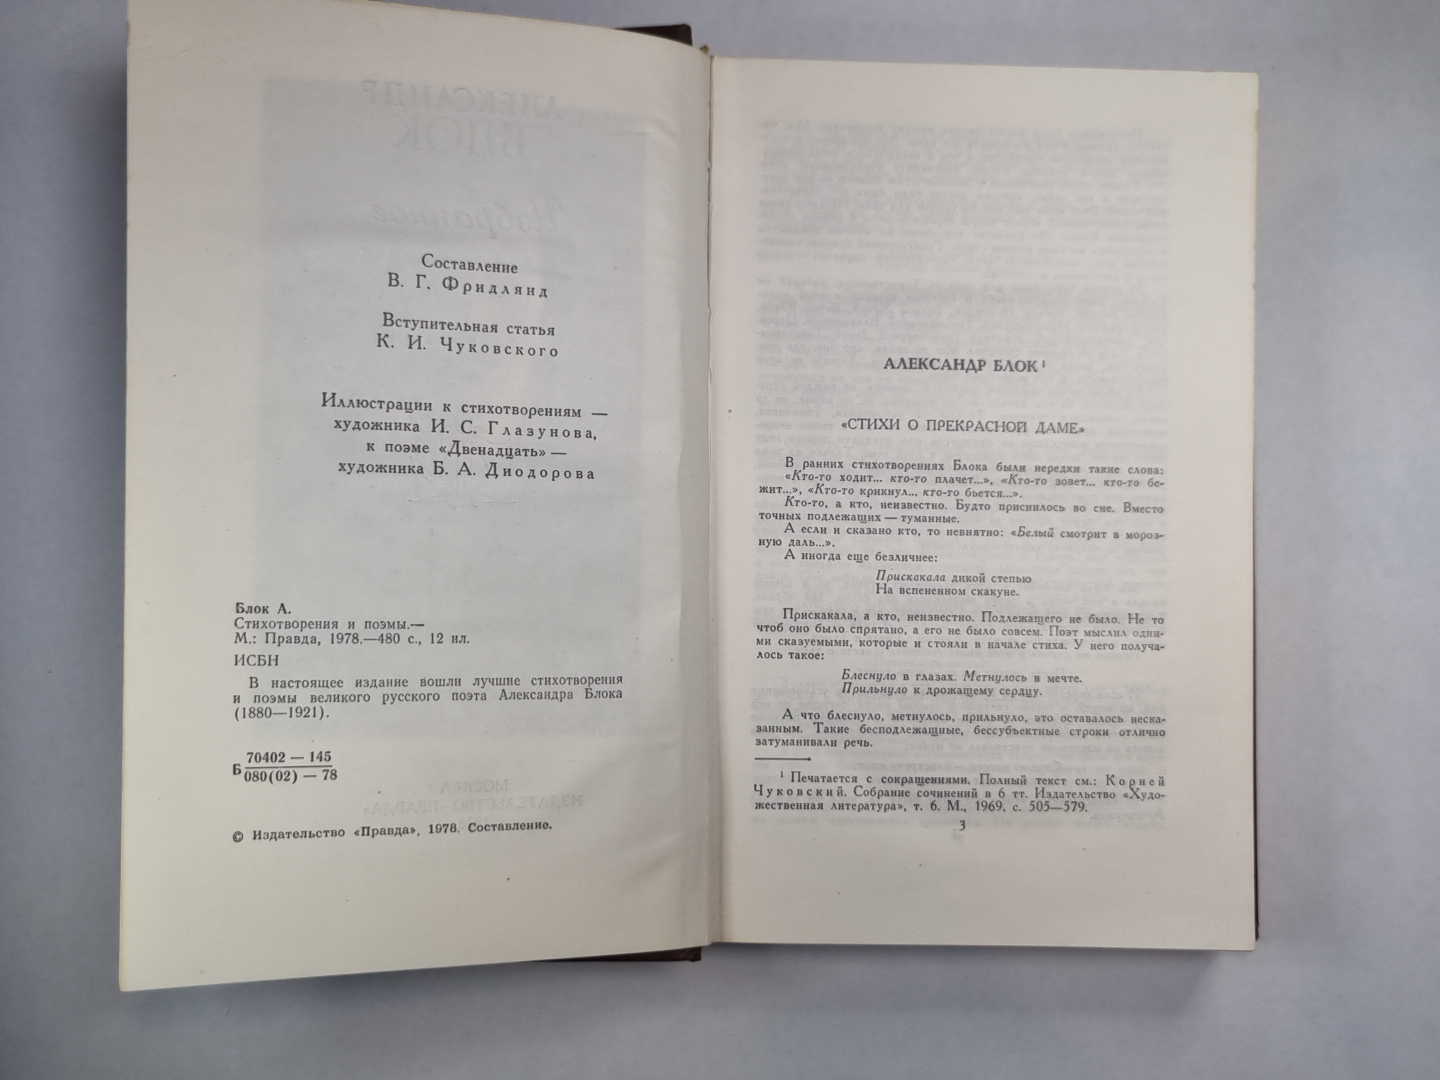 Составление
В. Г. Фридлянд
Вступительная статья
К. И. Чуковского
Иллюстрации к стихотворениям —
художника И. С. Глазунова,
к поэме «Двенадцать» —
художника Б. А. Диодорова
Блок А.
Стихотворения и поэмы.—
М.: Правда, 1978.—480 с., 12 ил.
ИСБН
В настоящее издание вошли лучшие стихотворения
и поэмы великого русского поэта Александра Блока
(1880—1921).
70402 — 145
Б
080(02) — 78
© Издательство «Правда», 1978. Составление.
АЛЕКСАНДР БЛОК ¹
«СТИХИ О ПРЕКРАСНОЙ ДАМЕ»
В ранних стихотворениях Блока были нередки такие слова:
«Кто-то ходит... кто-то плачет...», «Кто-то зовет... кто-то бе-
жит...», «Кто-то крикнул... кто-то бьется...».
Кто-то, а кто, неизвестно. Будто приснилось во сне. Вместо
точных подлежащих — туманные.
А если и сказано кто, то невнятно: «Белый смотрит в мороз-
ную даль...».
А иногда еще безличнее:
Прискакала дикой степью
На вспененном скакуне.
Прискакала, а кто, неизвестно. Подлежащего не было. Не то
чтоб оно было спрятано, а его не было совсем. Поэт мыслил одни-
ми сказуемыми, которые и стояли в начале стиха. У него получа-
лось такое:
Блеснуло в глазах. Метнулось в мечте.
Прильнуло к дрожащему сердцу.
А что блеснуло, метнулось, прильнуло, это оставалось неска-
занным. Такие бесподлежащные, бессубъектные строки отлично
затуманивали речь.
¹ Печатается с сокращениями. Полный текст см.: Корней
Чуковский. Собрание сочинений в 6 тт. Издательство «Худо-
жественная литература», т. 6. М., 1969. с. 505—579.
3